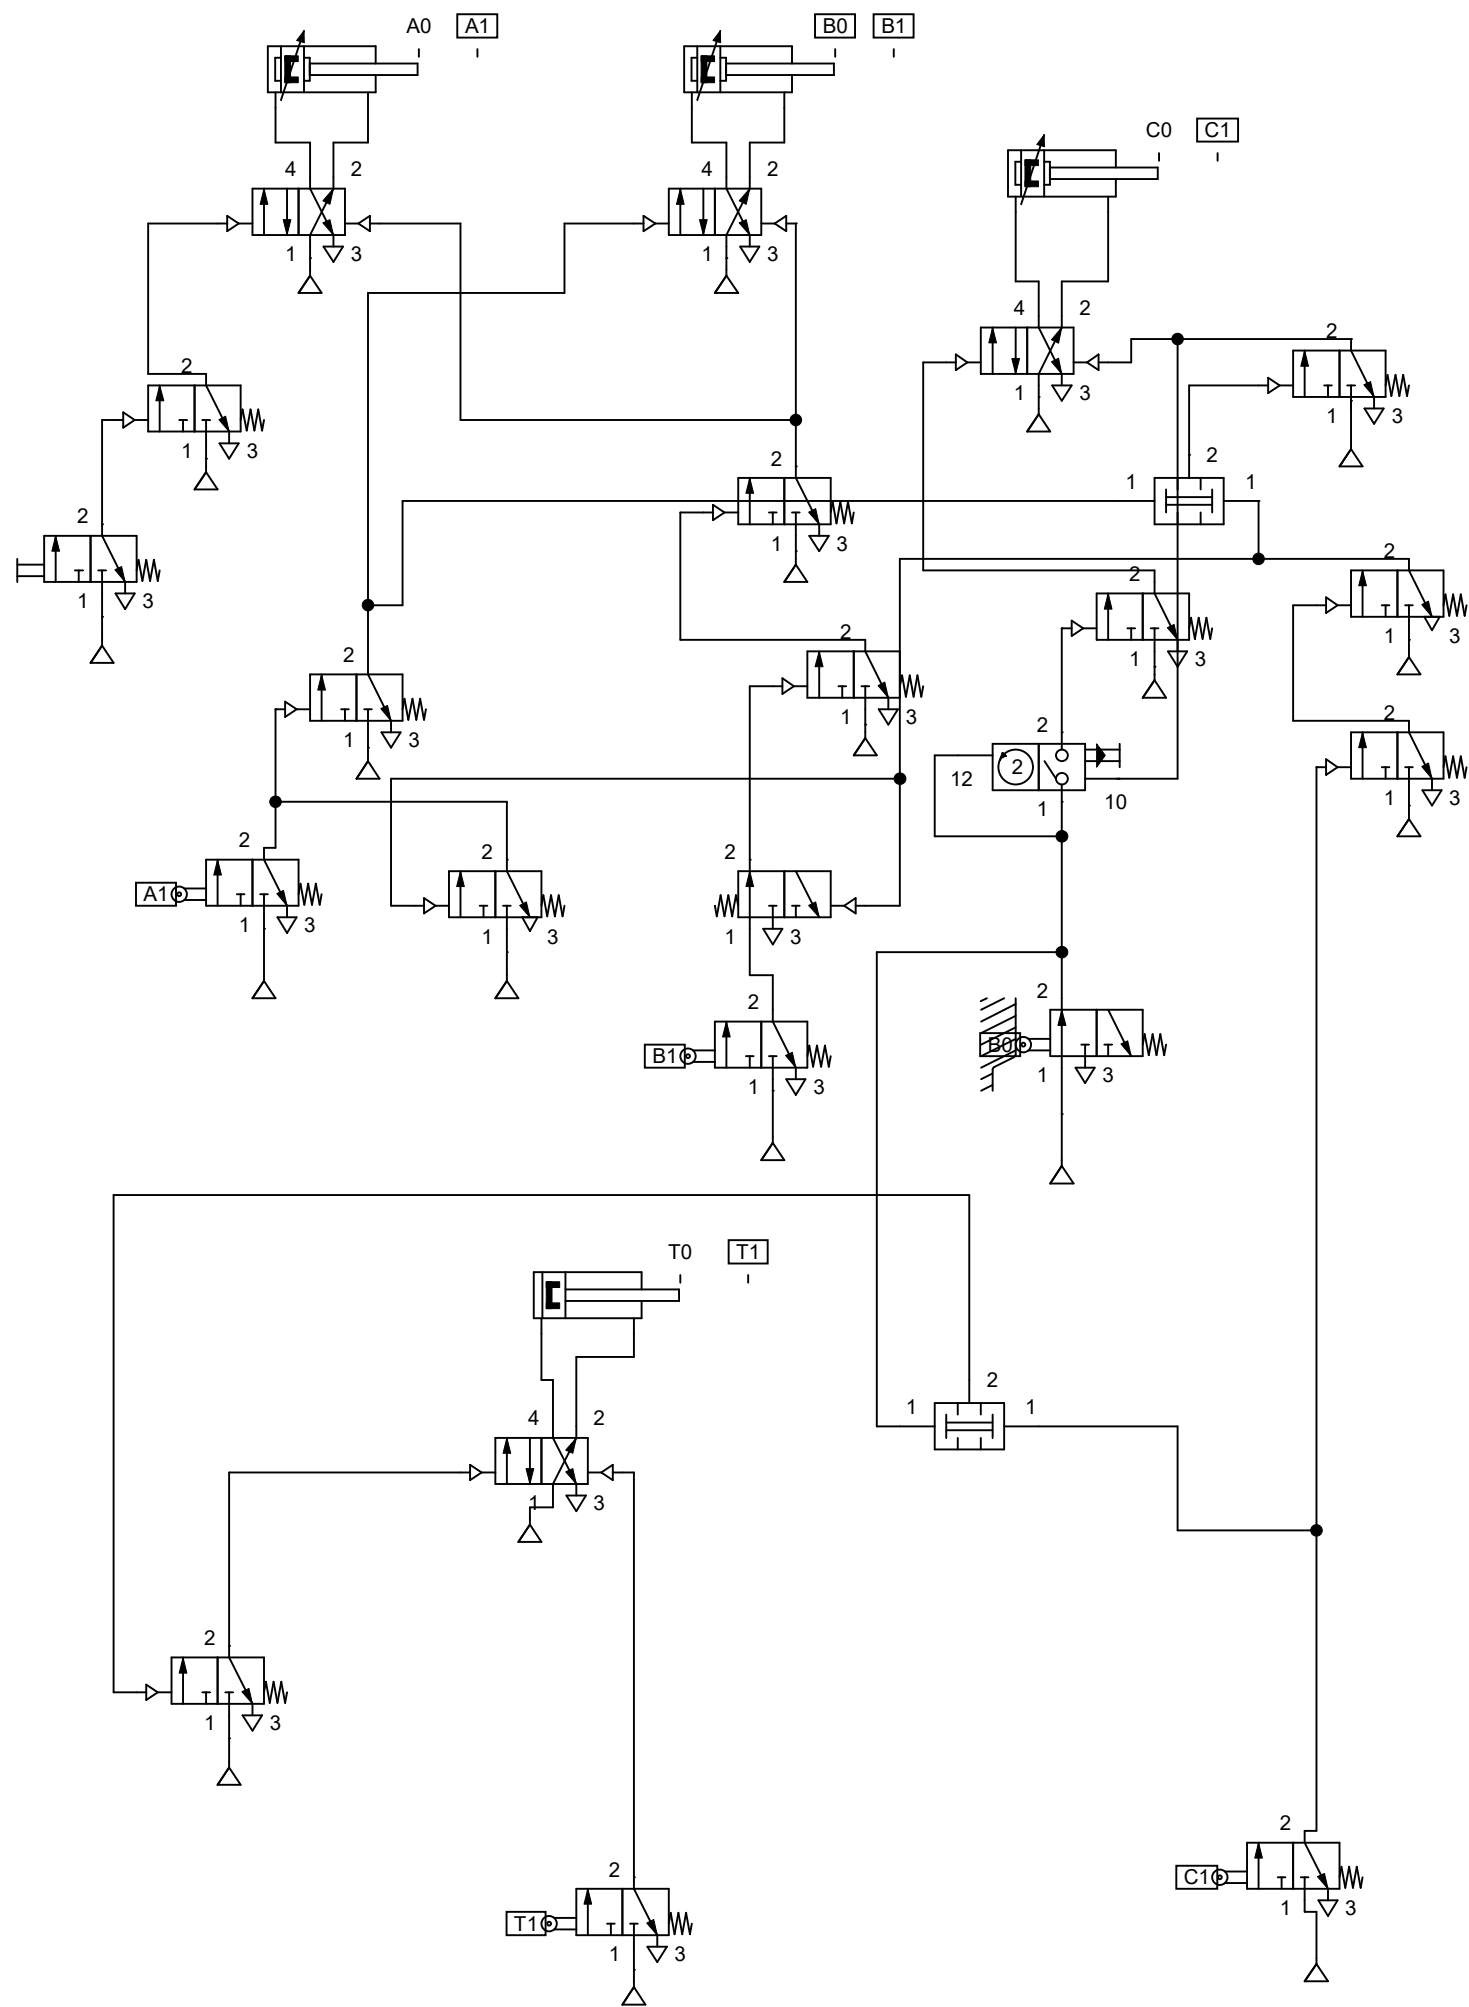 A0 A1 B0 B1
C0 C1
4 2 4 2
1 3 1 3
4 2 2
2 1 3 1 3
1 3
2 2 1 2 1
2 1 3 2
1 3 2 1 3
2 2 1 3
1 3 1 3 2 2
12 2 10 1 1 3
2 2 2
A1
1 3 1 3 1 3
2 2
B1 B0
1 3 1 3
T0 T1
2
4 2 1 1
1 3
2
1 3
2
2 C1
T1 1 3
1 3